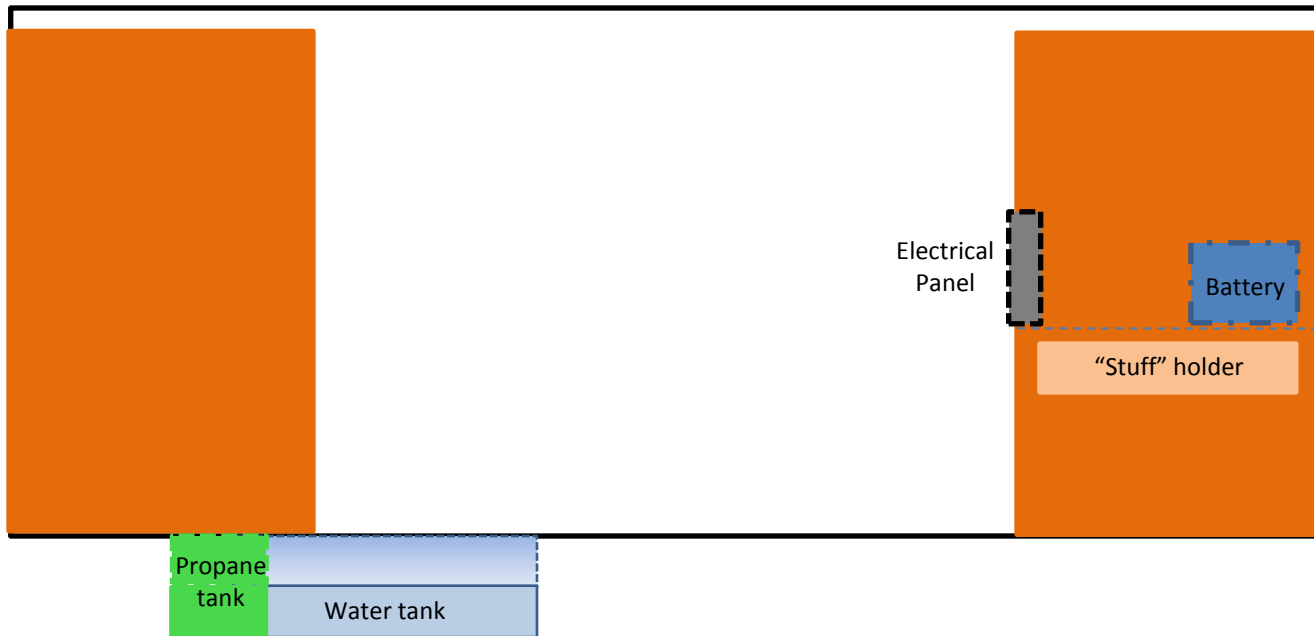 Electrical
Panel
Battery
“Stuff” holder
Propane
tank
Water tank